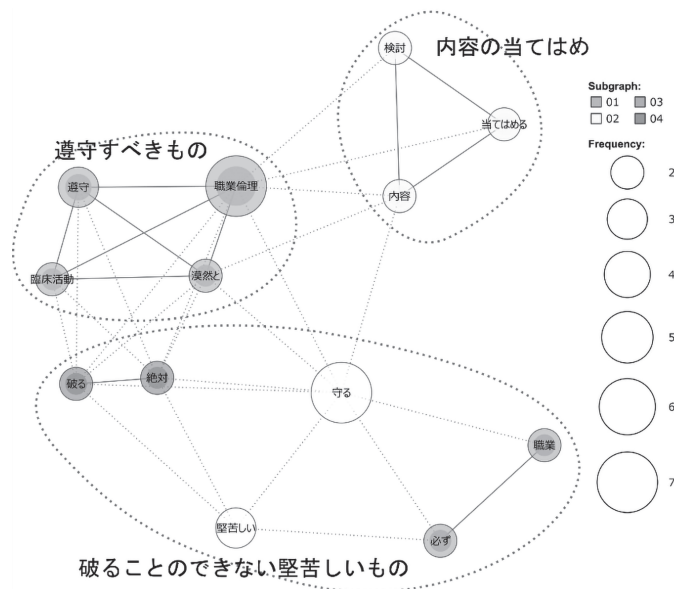 検討
内容の当てはめ
当てはめる
遵守すべきもの
遵守
職業倫理
内容
臨床活動
漠然と
破る
絶対
守る
職業
堅苦しい
必ず
破ることのできない堅苦しいもの
Subgraph:
01 03
02 04
Frequency:
2
3
4
5
6
7